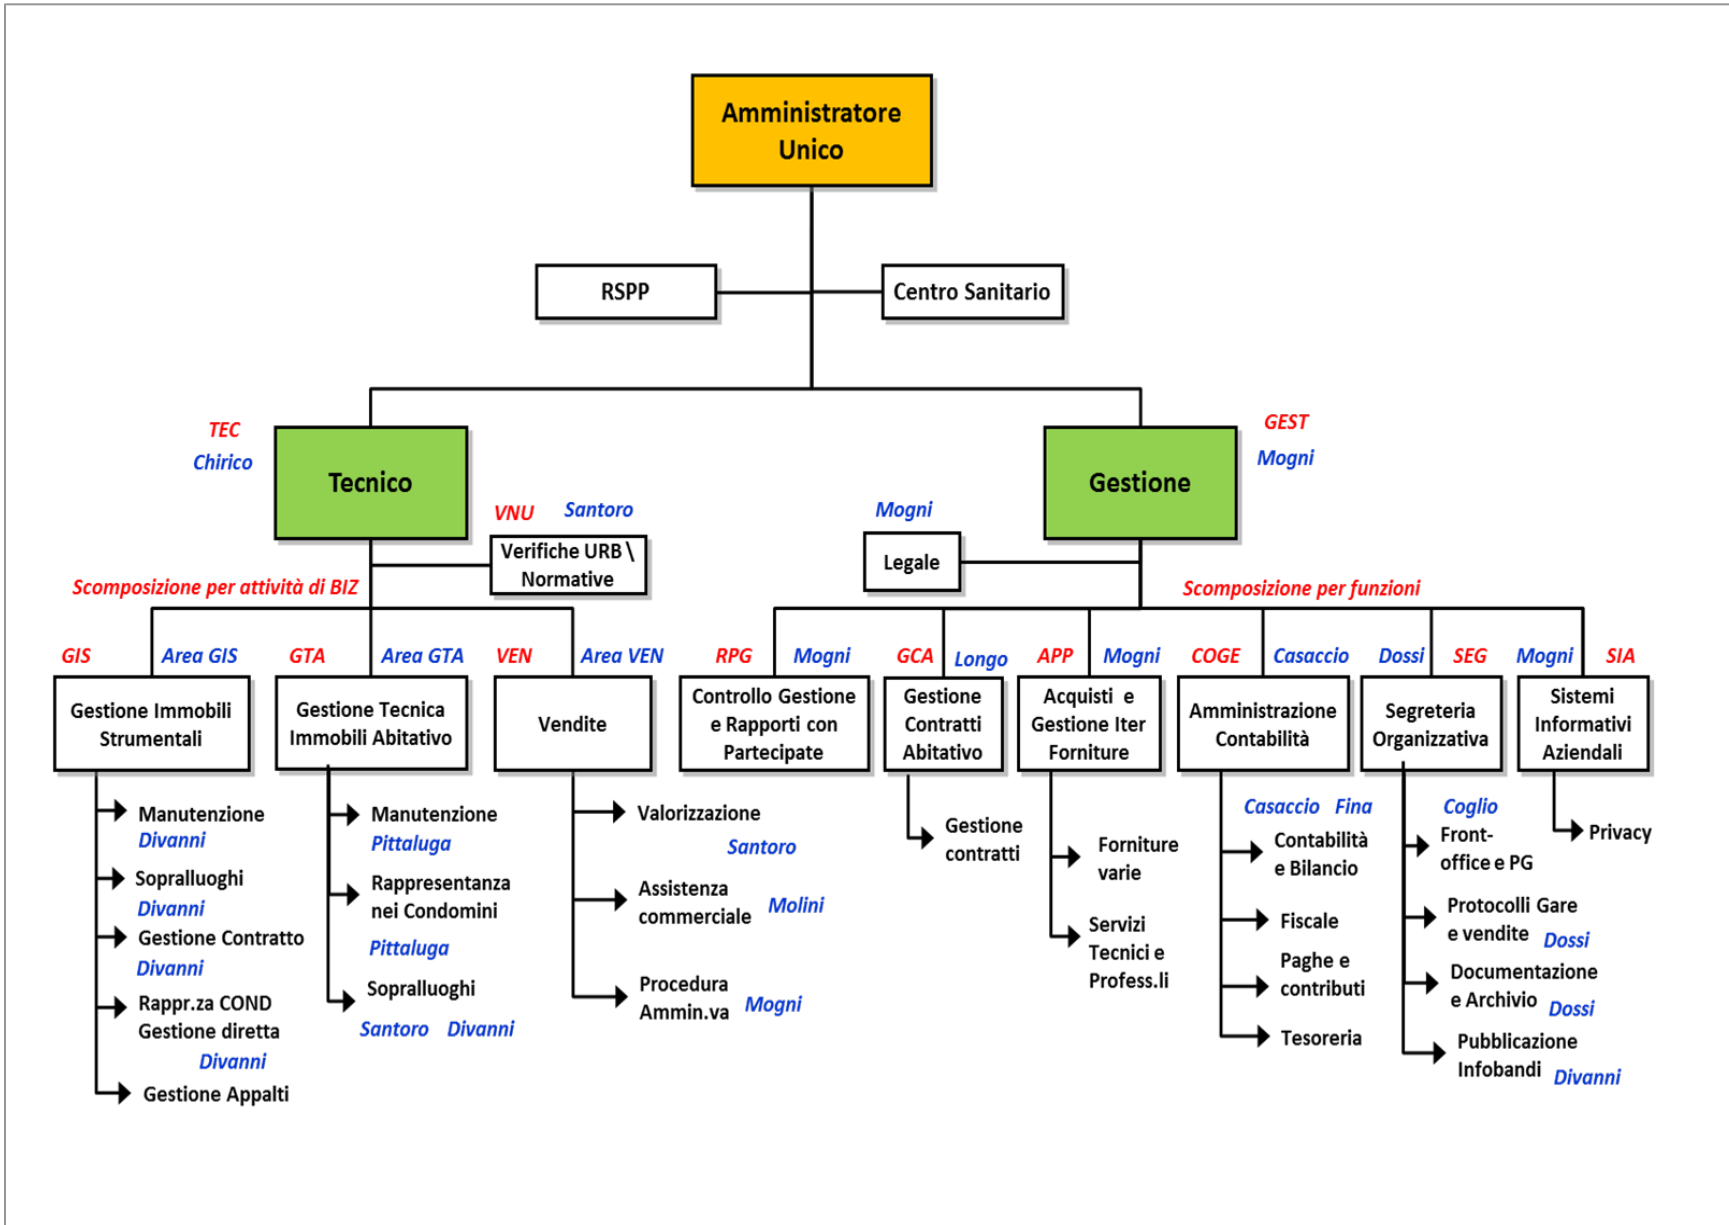 Amministratore
Unico
RSPP
Centro Sanitario
TEC
Chirico
Tecnico
GEST
Mogni
Gestione
VNU
Santoro
Verifiche URB \
Normative
Mogni
Legale
Scomposizione per attività di BIZ
Scomposizione per funzioni
GIS
Area GIS
Gestione Immobili
Strumentali
Manutenzione
Divanni
Sopralluoghi
Divanni
Gestione Contratto
Divanni
Rappr.za COND
Gestione diretta
Divanni
Gestione Appalti
GTA
Area GTA
Gestione Tecnica
Immobili Abitativo
Manutenzione
Pittaluga
Rappresentanza
nei Condomini
Pittaluga
Sopralluoghi
Santoro Divanni
VEN
Area VEN
Vendite
Valorizzazione
Santoro
Assistenza
commerciale
Molini
Procedura
Ammin.va
Mogni
RPG
Mogni
Controllo Gestione
e Rapporti con
Partecipate
GCA
Longo
Gestione
Contratti
Abitativo
Gestione
contratti
APP
Mogni
Acquisti e
Gestione Iter
Forniture
Forniture
varie
Servizi
Tecnici e
Profess.li
COGE
Casaccio
Amministrazione
Contabilità
Casaccio Fina
Contabilità
e Bilancio
Fiscale
Paghe e
contributi
Tesoreria
Dossi
SEG
Segreteria
Organizzativa
Coglio
Front-
office e PG
Protocolli Gare
e vendite
Dossi
Documentazione
e Archivio
Dossi
Pubblicazione
Infobandi
Divanni
Mogni
SIA
Sistemi
Informativi
Aziendali
Privacy